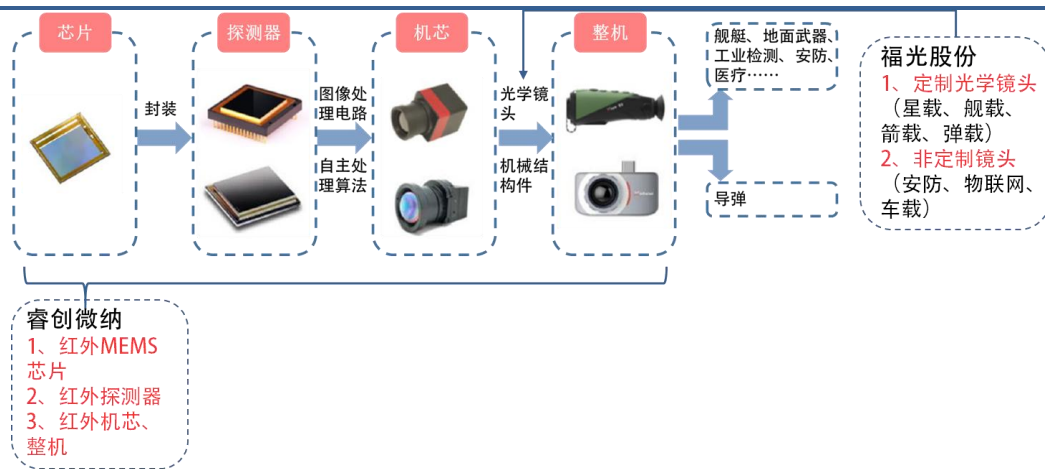 芯片
探测器
机芯
整机
封装
图像处
理电路
自主处
理算法
光学镜
头
机械结
构件
舰艇、地面武器、
工业检测、安防、
医疗……
导弹
福光股份
1、定制光学镜头
（星载、舰载、
箭载、弹载）
2、非定制镜头
（安防、物联网、
车载）
睿创微纳
1、红外MEMS
芯片
2、红外探测器
3、红外机芯、
整机